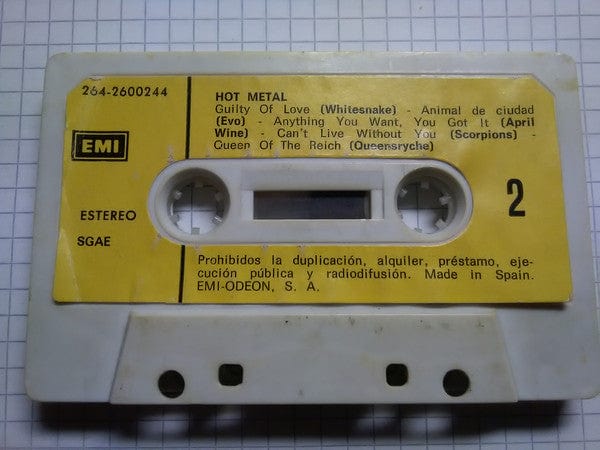 264-2600244
HOT METAL
Guilty Of Love (Whitesnake) - Animal de ciudad
(Evo) - Anything You Want, You Got It (April
Wine) - Can't Live Without You (Scorpions) -
Queen Of The Reich (Queensryche)
EMI
ESTEREO
SGAE
2
Prohibidos la duplicación, alquiler, préstamo, eje-
cución pública y radiodifusión. Made in Spain.
EMI-ODEON, S. A.